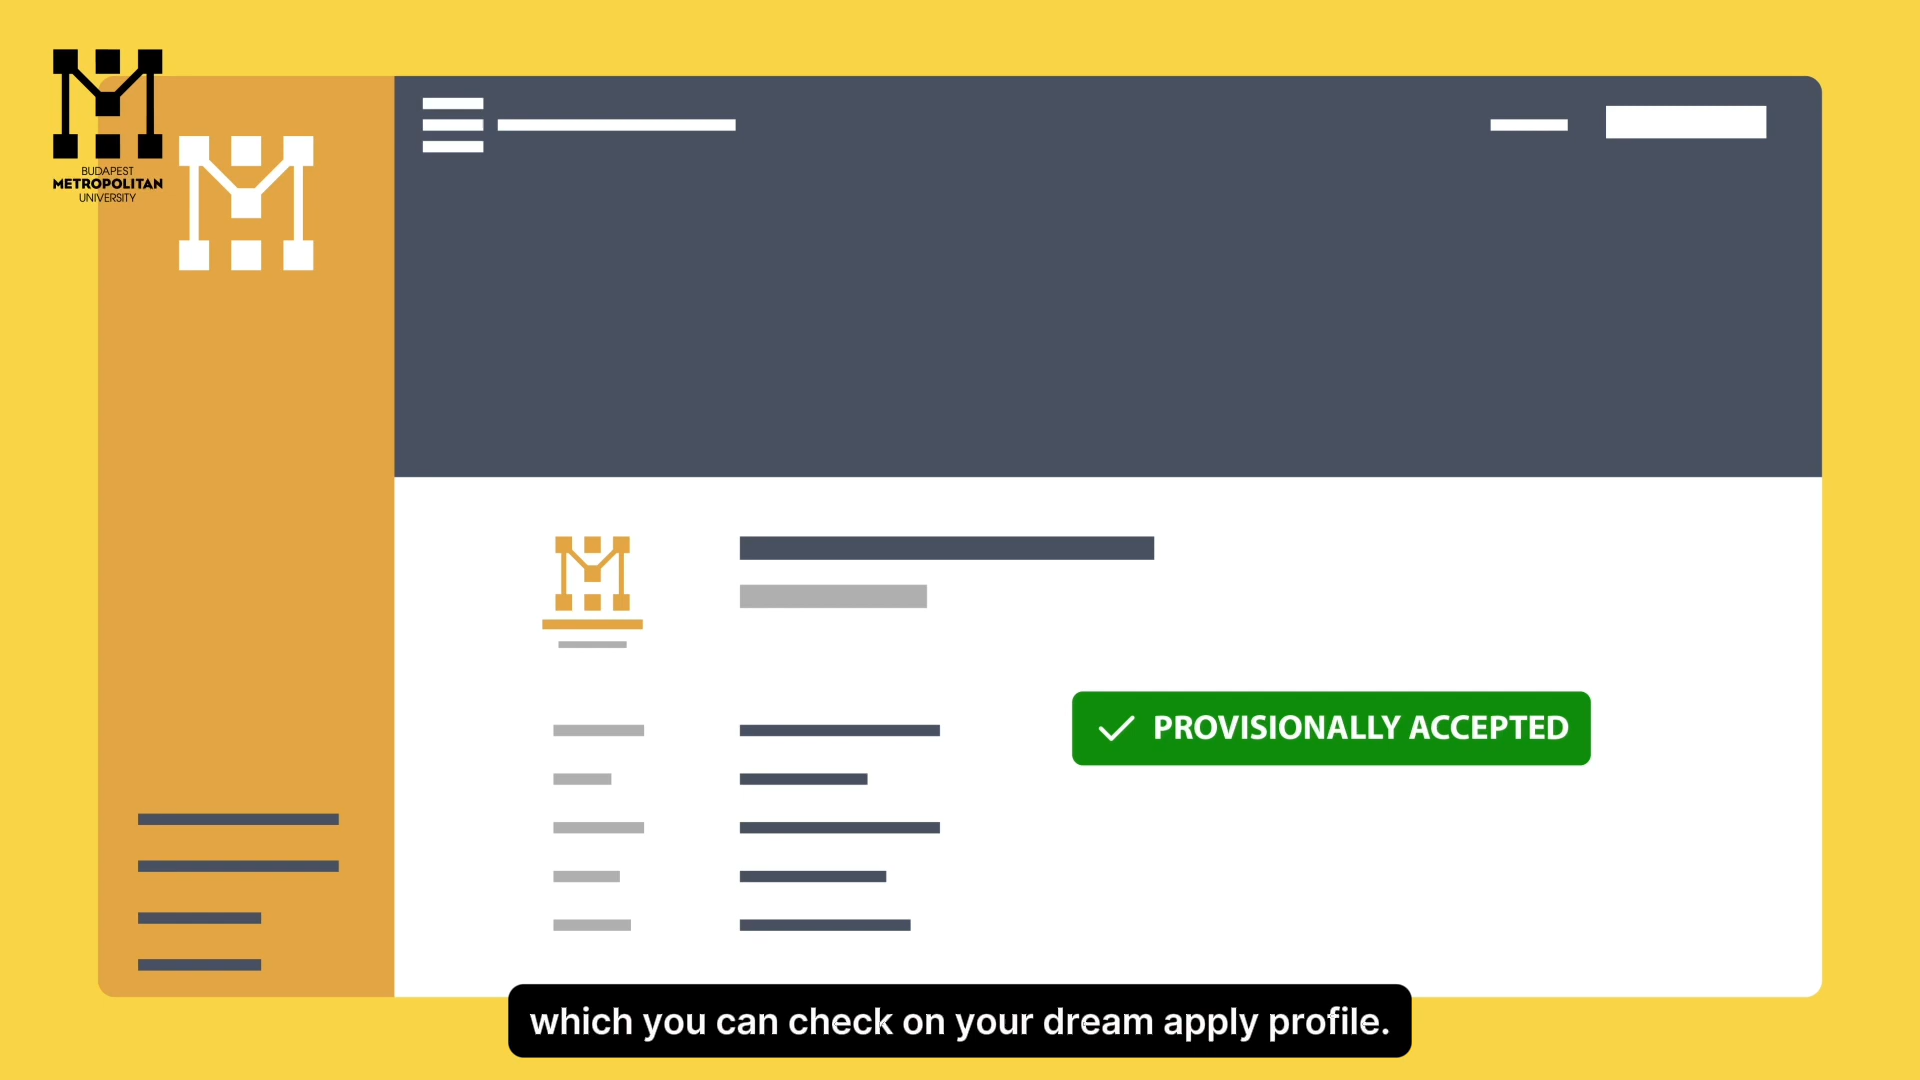 BUDAPEST
METROPOLITAN
UNIVERSITY
PROVISIONALLY ACCEPTED
which you can check on your dream apply profile.